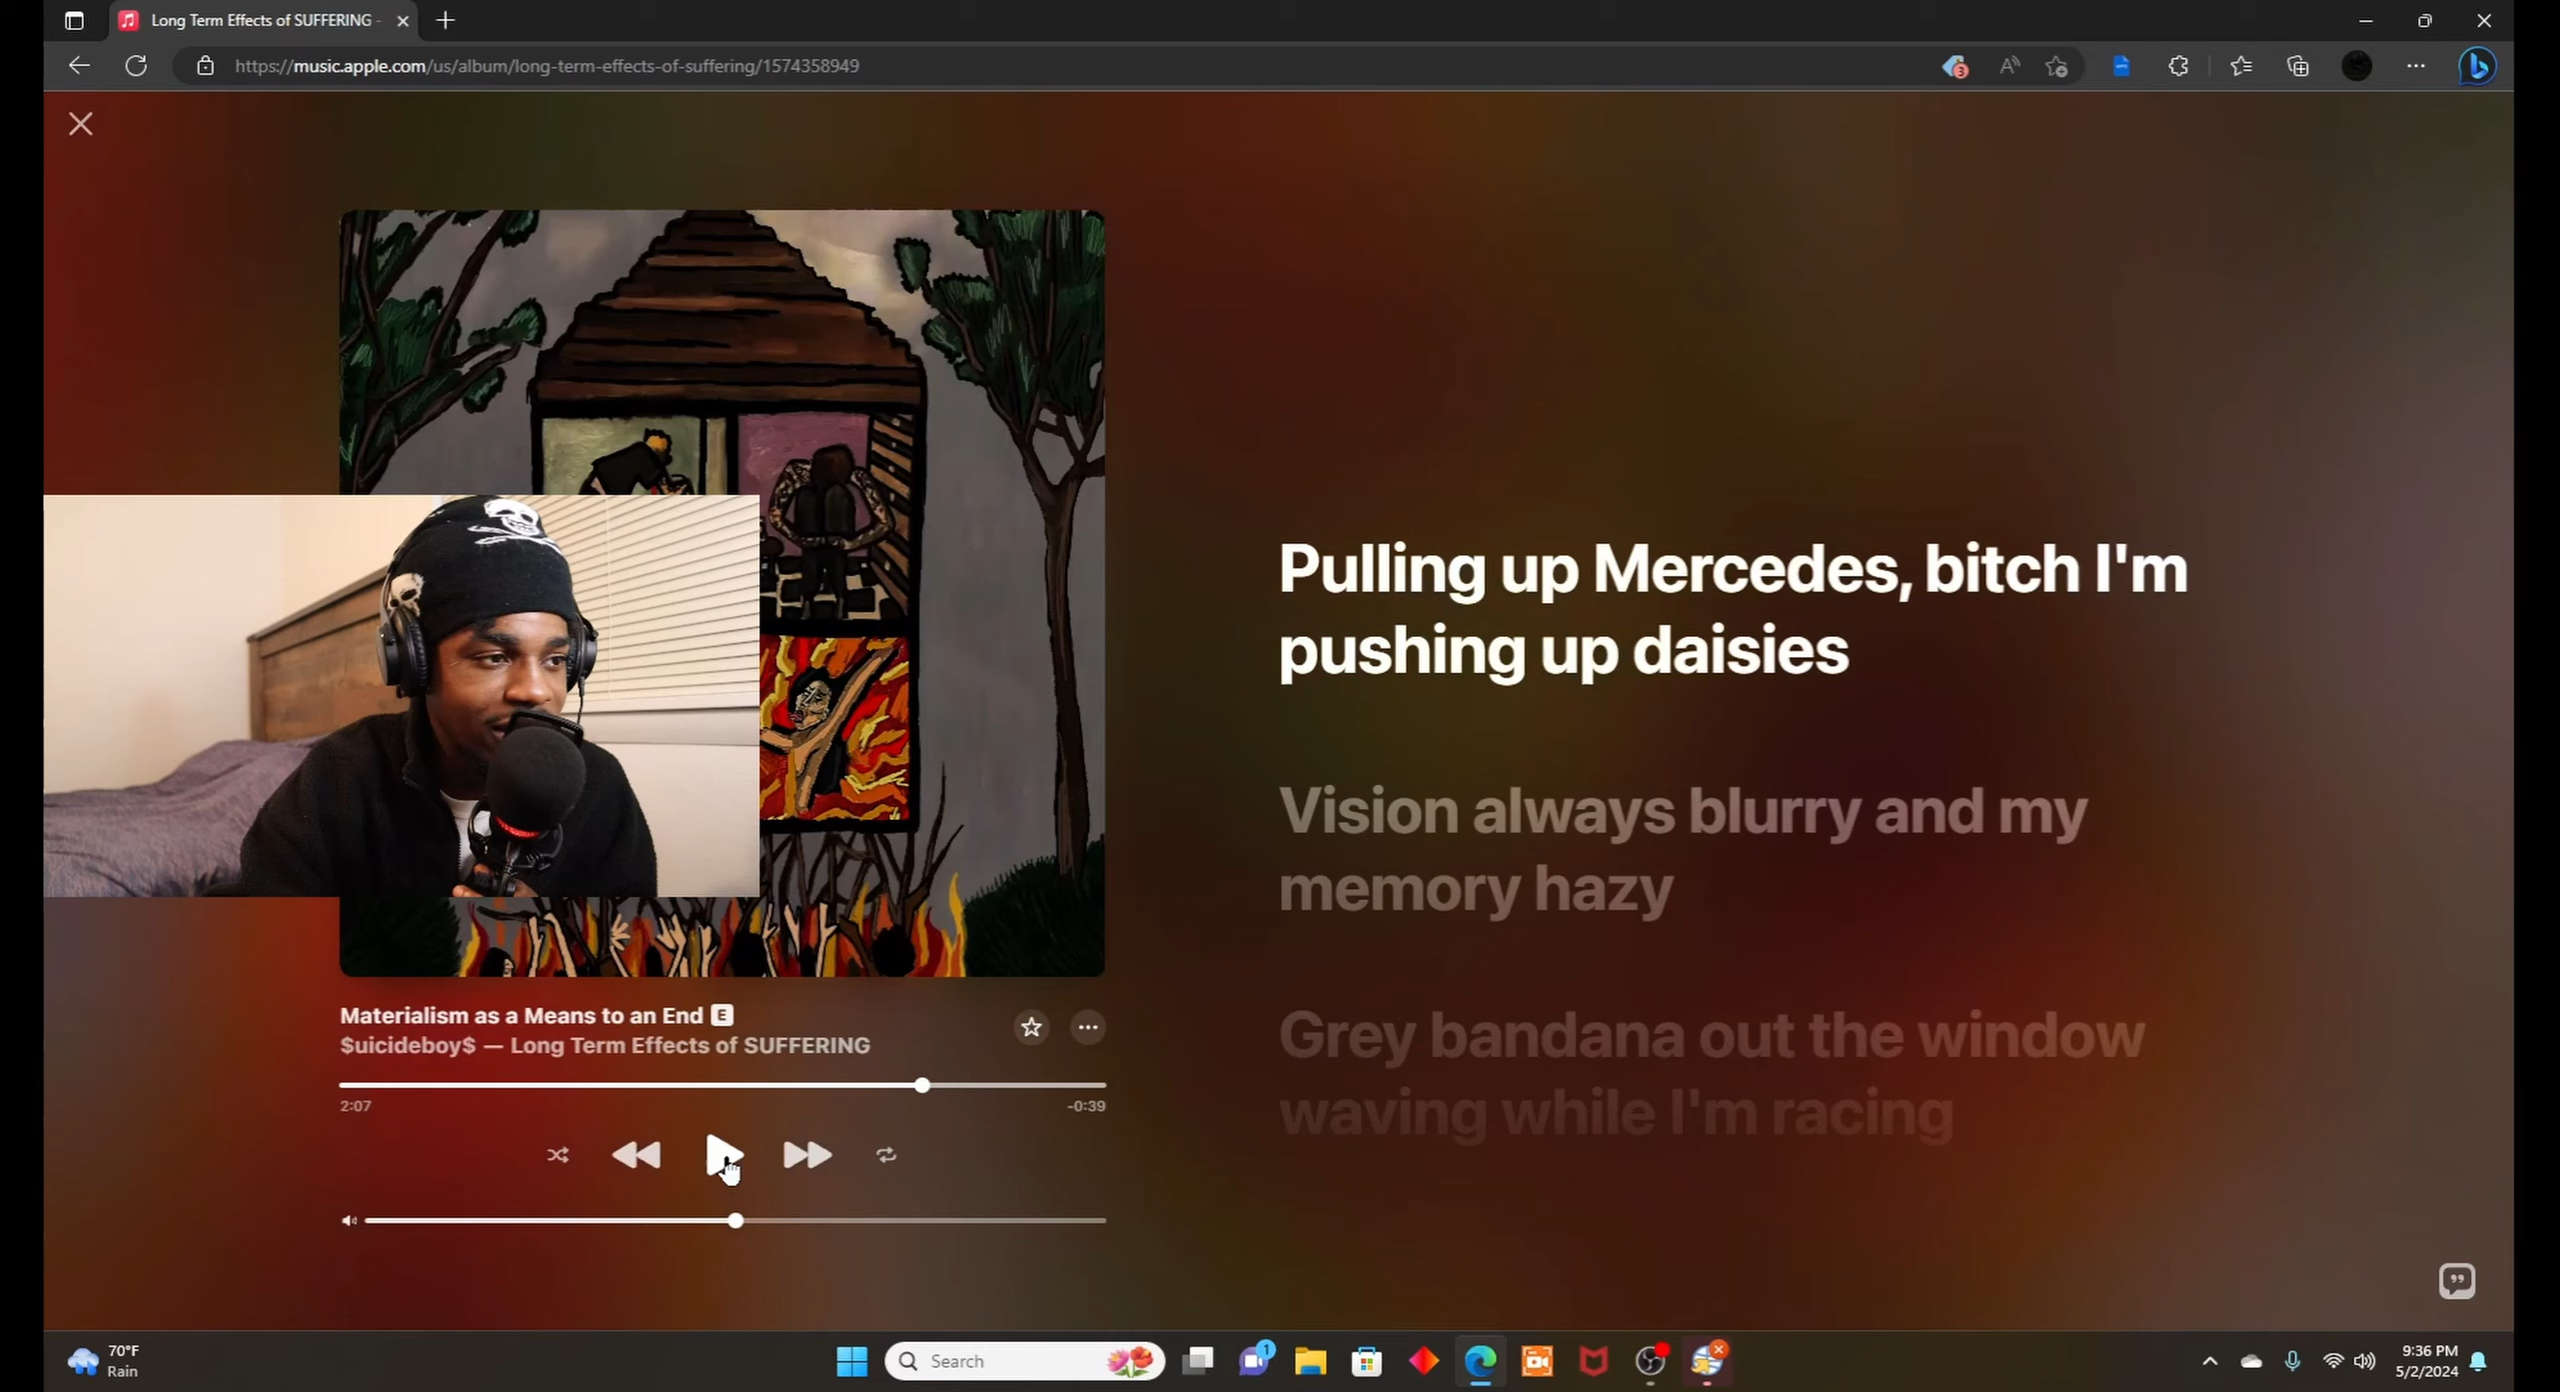 Long Term Effects of SUFFERING -
https://music.apple.com/us/album/long-term-effects-of-suffering/1574358949
3
Pulling up Mercedes, bitch I'm
pushing up daisies
Vision always blurry and my
memory hazy
Grey bandana out the window
waving while I'm racing
Materialism as a Means to an End E
$uicideboy$ — Long Term Effects of SUFFERING
2:07
-0:39
70°F
Rain
Search
1
9:36 PM
5/2/2024